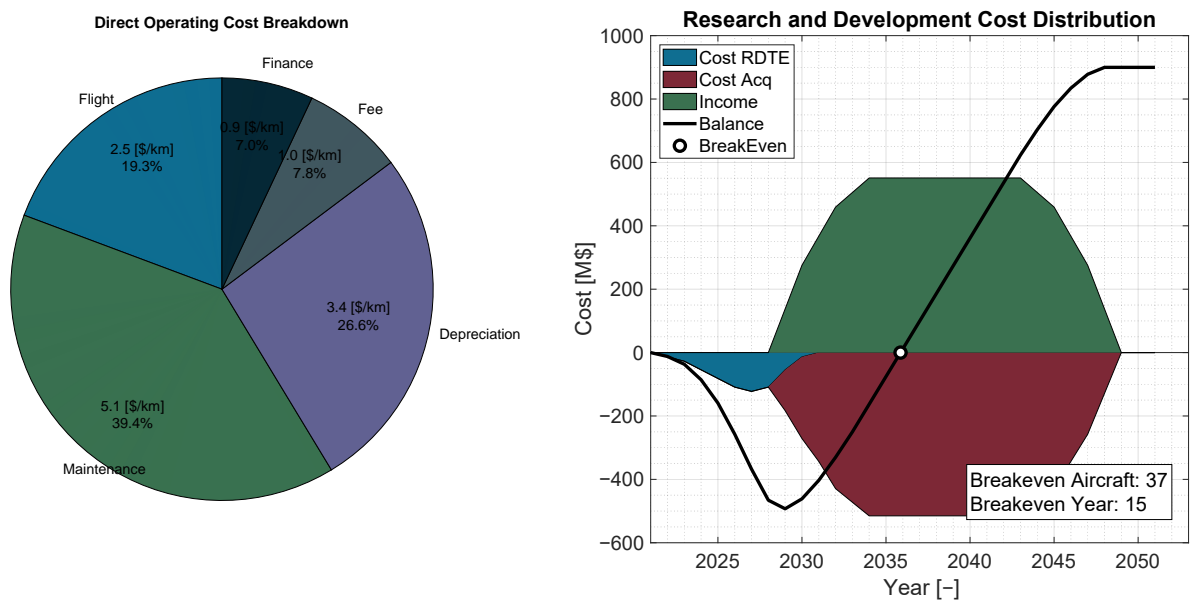 Direct Operating Cost Breakdown
Finance
Flight
Fee
0.9 [$/km]
7.0%
2.5 [$/km]
19.3%
1.0 [$/km]
7.8%
3.4 [$/km]
26.6%
Depreciation
5.1 [$/km]
39.4%
Maintenance
Research and Development Cost Distribution
Cost RDTE
Cost Acq
Income
Balance
BreakEven
1000
800
600
400
200
0
−200
−400
−600
Cost [M$]
Breakeven Aircraft: 37
Breakeven Year: 15
2025 2030 2035 2040 2045 2050
Year [−]